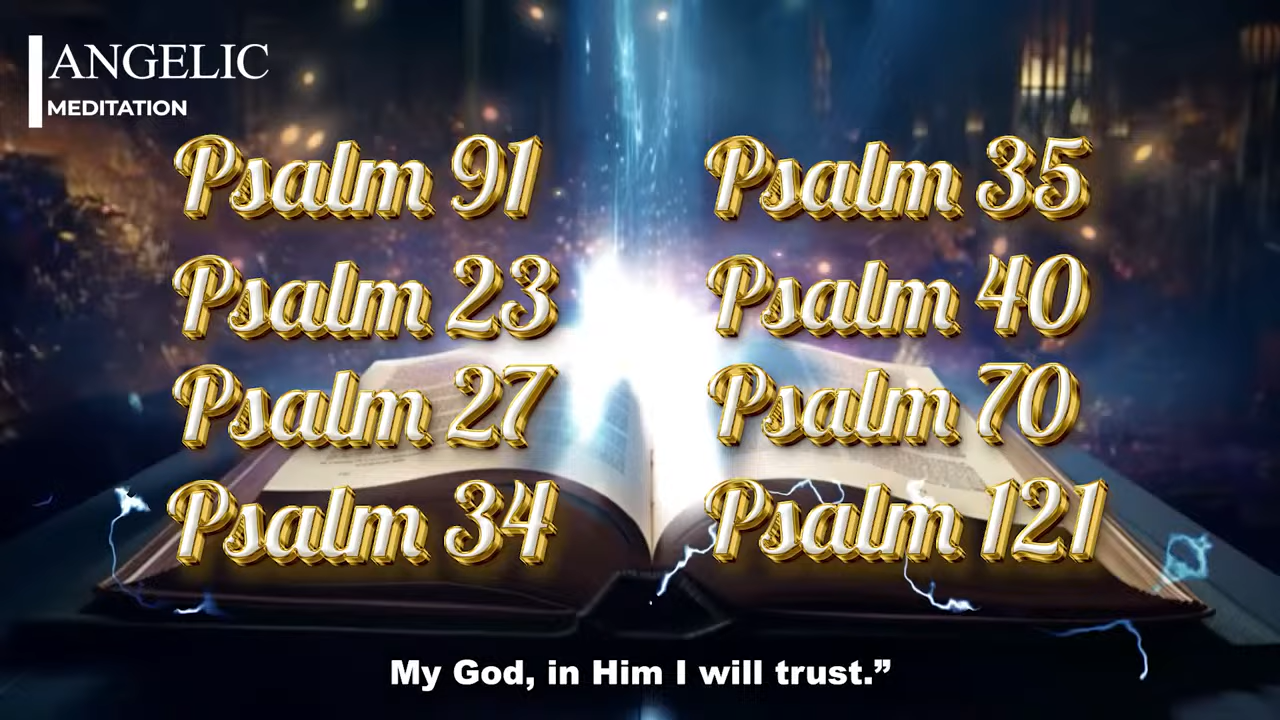 ANGELIC
MEDITATION
Psalm 91
Psalm 23
Psalm 27
Psalm 34
Psalm 35
Psalm 40
Psalm 70
Psalm 121
My God, in Him I will trust.”